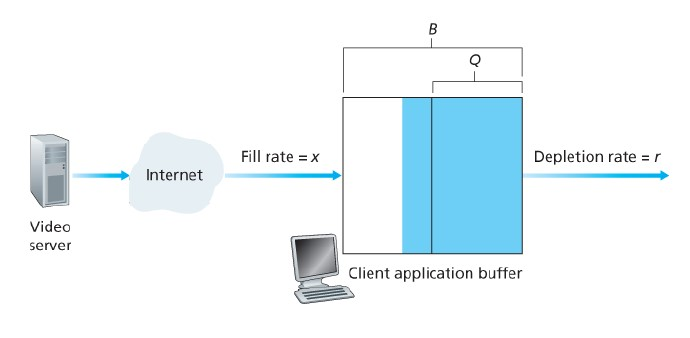 B
Q
Fill rate = x
Depletion rate = r
Internet
Video
server
Client application buffer